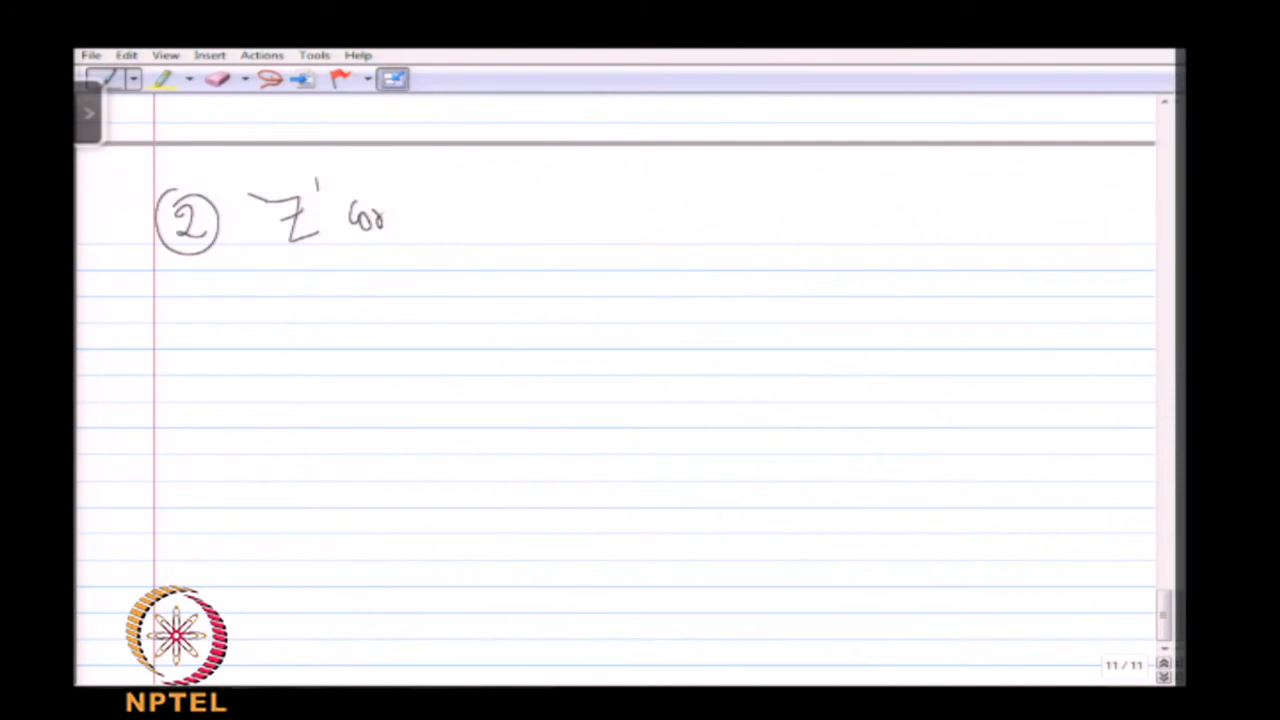 File Edit View Insert Actions Tools Help
>
② Z' cor
11 / 11
NPTEL